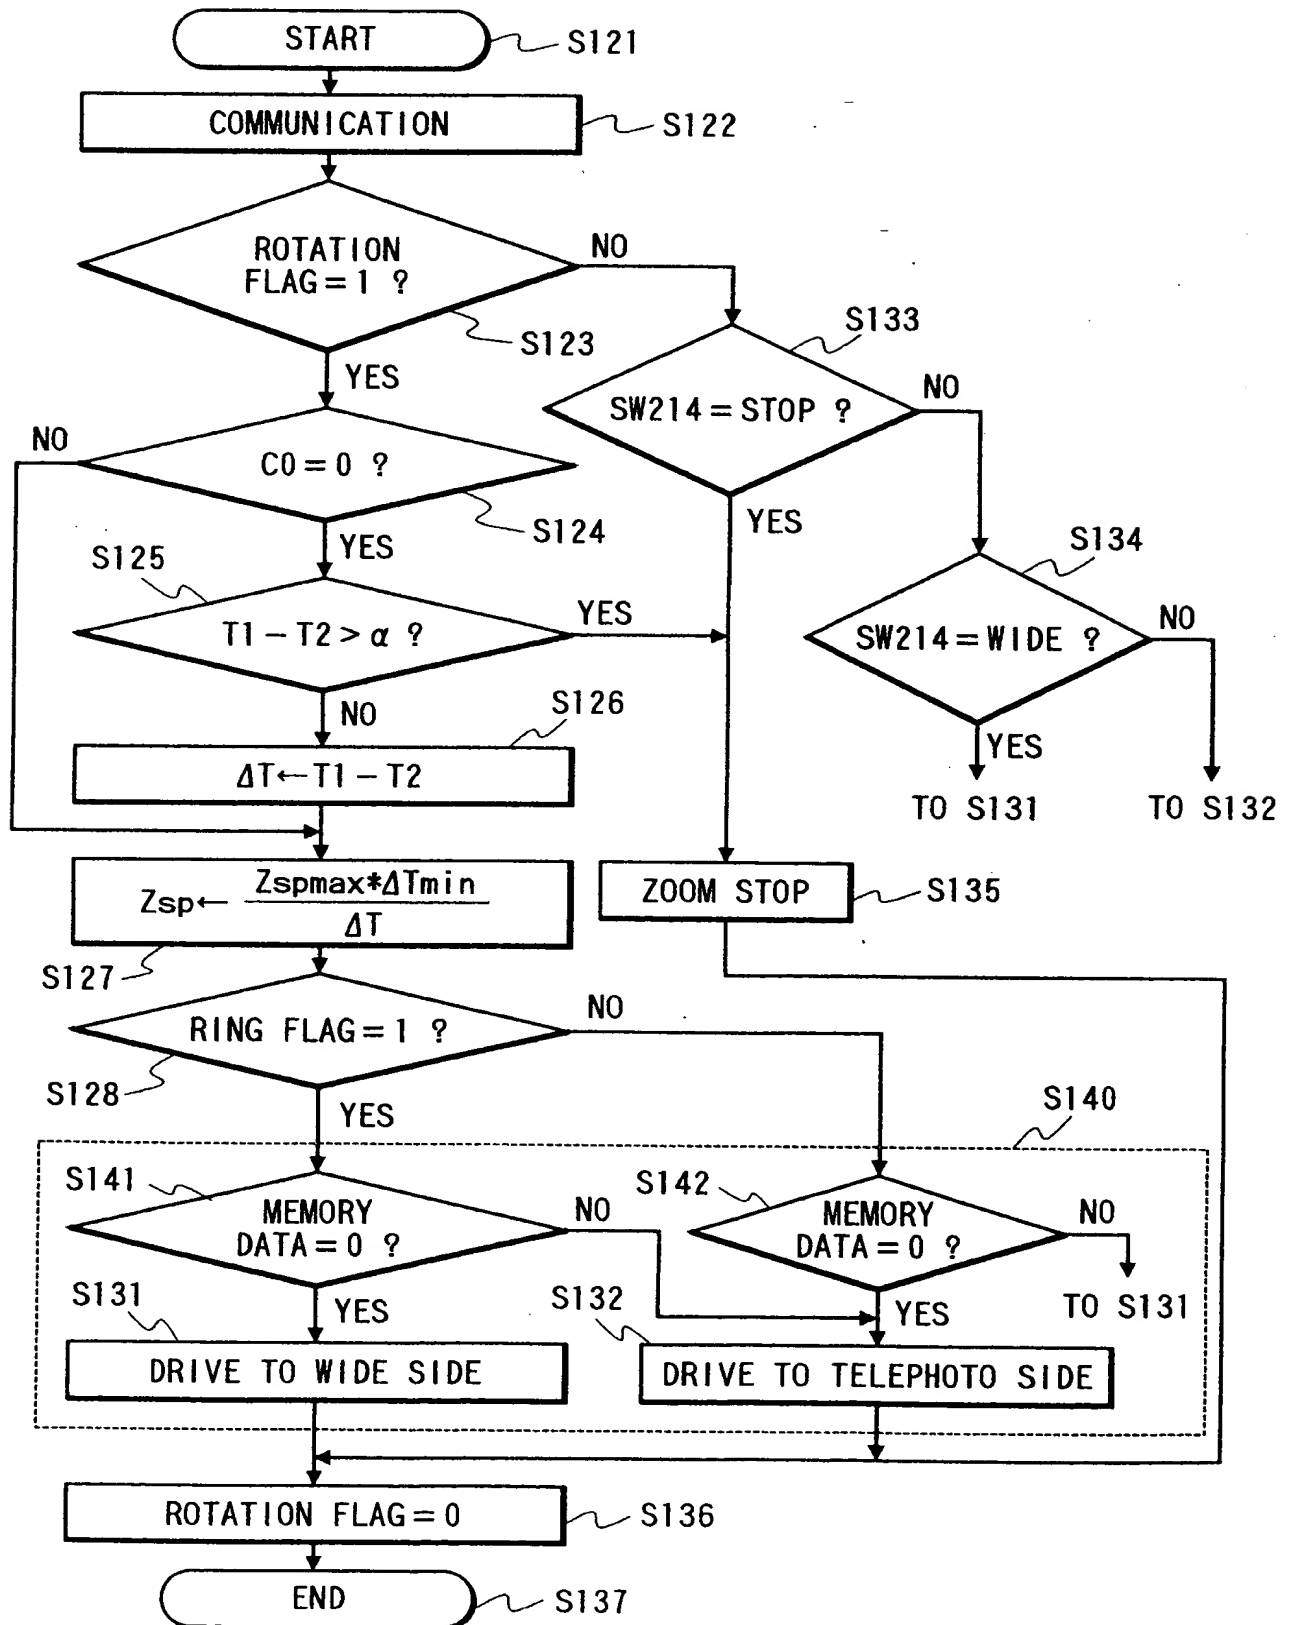 START
S121
COMMUNICATION
S122
ROTATION
FLAG=1 ?
NO
S123
YES
S133
SW214=STOP ?
NO
NO
C0=0 ?
YES
S124
YES
S134
S125
T1-T2>α ?
YES
SW214=WIDE ?
NO
NO
S126
YES
ΔT←T1-T2
TO S131
TO S132
Zsp← Zspmax*ΔTmin
ΔT
ZOOM STOP
S135
S127
RING FLAG=1 ?
NO
S128
YES
S140
S141
S142
MEMORY
DATA=0 ?
NO
MEMORY
DATA=0 ?
NO
S131
YES
S132
YES
TO S131
DRIVE TO WIDE SIDE
DRIVE TO TELEPHOTO SIDE
ROTATION FLAG=0
S136
END
S137